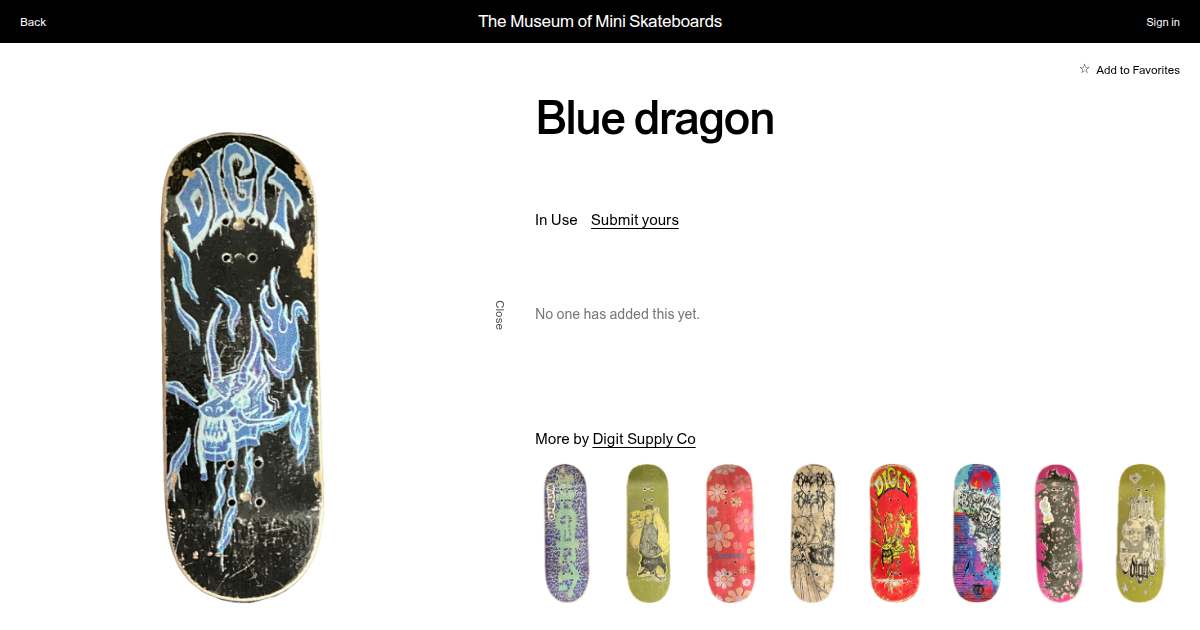 Back
The Museum of Mini Skateboards
Sign in
☆ Add to Favorites
Blue dragon
DIGIT
In Use Submit yours
Close
No one has added this yet.
More by Digit Supply Co
DIGIT